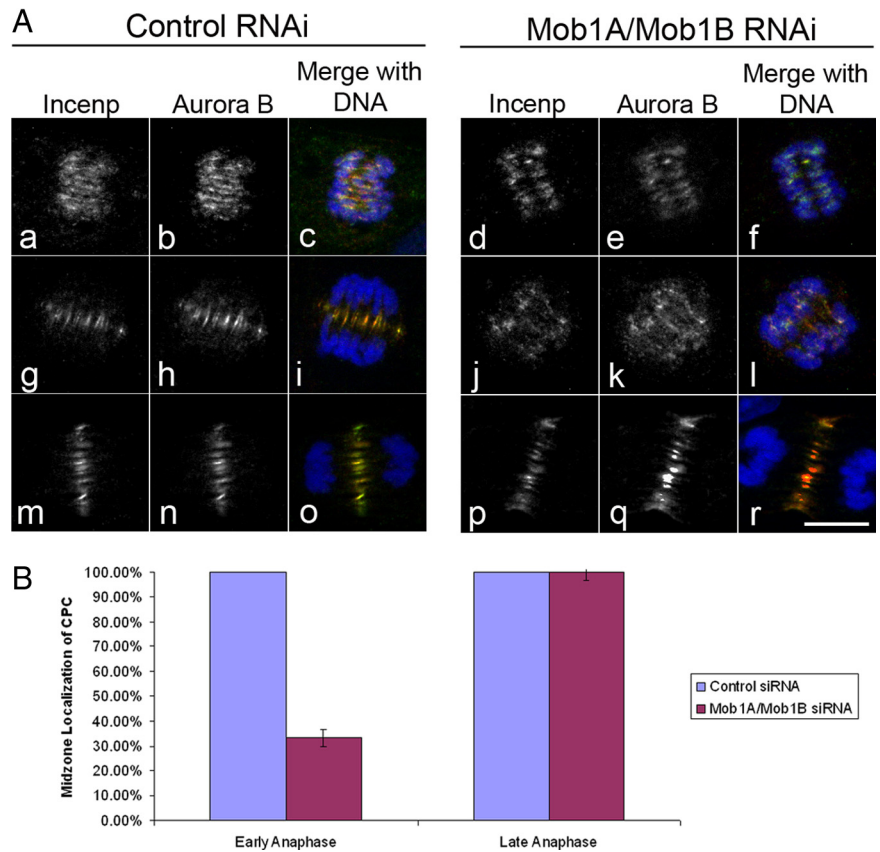 A
Control RNAi
Mob1A/Mob1B RNAi
Incenp
Aurora B
Merge with
DNA
Incenp
Aurora B
Merge with
DNA
a
b
c
d
e
f
g
h
i
j
k
l
m
n
o
p
q
r
B
Midzone Localization of CPC
100.00%
90.00%
80.00%
70.00%
60.00%
50.00%
40.00%
30.00%
20.00%
10.00%
0.00%
Early Anaphase
Late Anaphase
Control siRNA
Mob1A/Mob1B siRNA